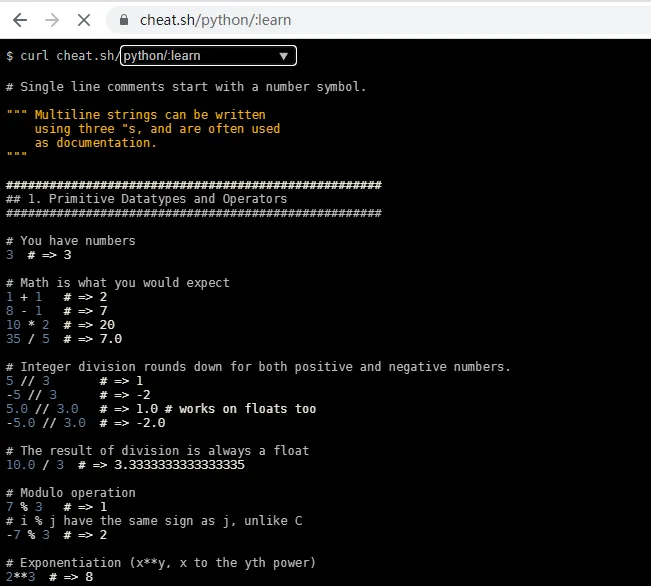 cheat.sh/python/:learn
$ curl cheat.sh/python/:learn
# Single line comments start with a number symbol.
""" Multiline strings can be written
    using three "s, and are often used
    as documentation.
"""
####################################################
## 1. Primitive Datatypes and Operators
####################################################
# You have numbers
3  # => 3
# Math is what you would expect
1 + 1   # => 2
8 - 1   # => 7
10 * 2  # => 20
35 / 5  # => 7.0
# Integer division rounds down for both positive and negative numbers.
5 // 3       # => 1
-5 // 3      # => -2
5.0 // 3.0   # => 1.0 # works on floats too
-5.0 // 3.0  # => -2.0
# The result of division is always a float
10.0 / 3  # => 3.3333333333333335
# Modulo operation
7 % 3   # => 1
# i % j have the same sign as j, unlike C
-7 % 3  # => 2
# Exponentiation (x**y, x to the yth power)
2**3  # => 8